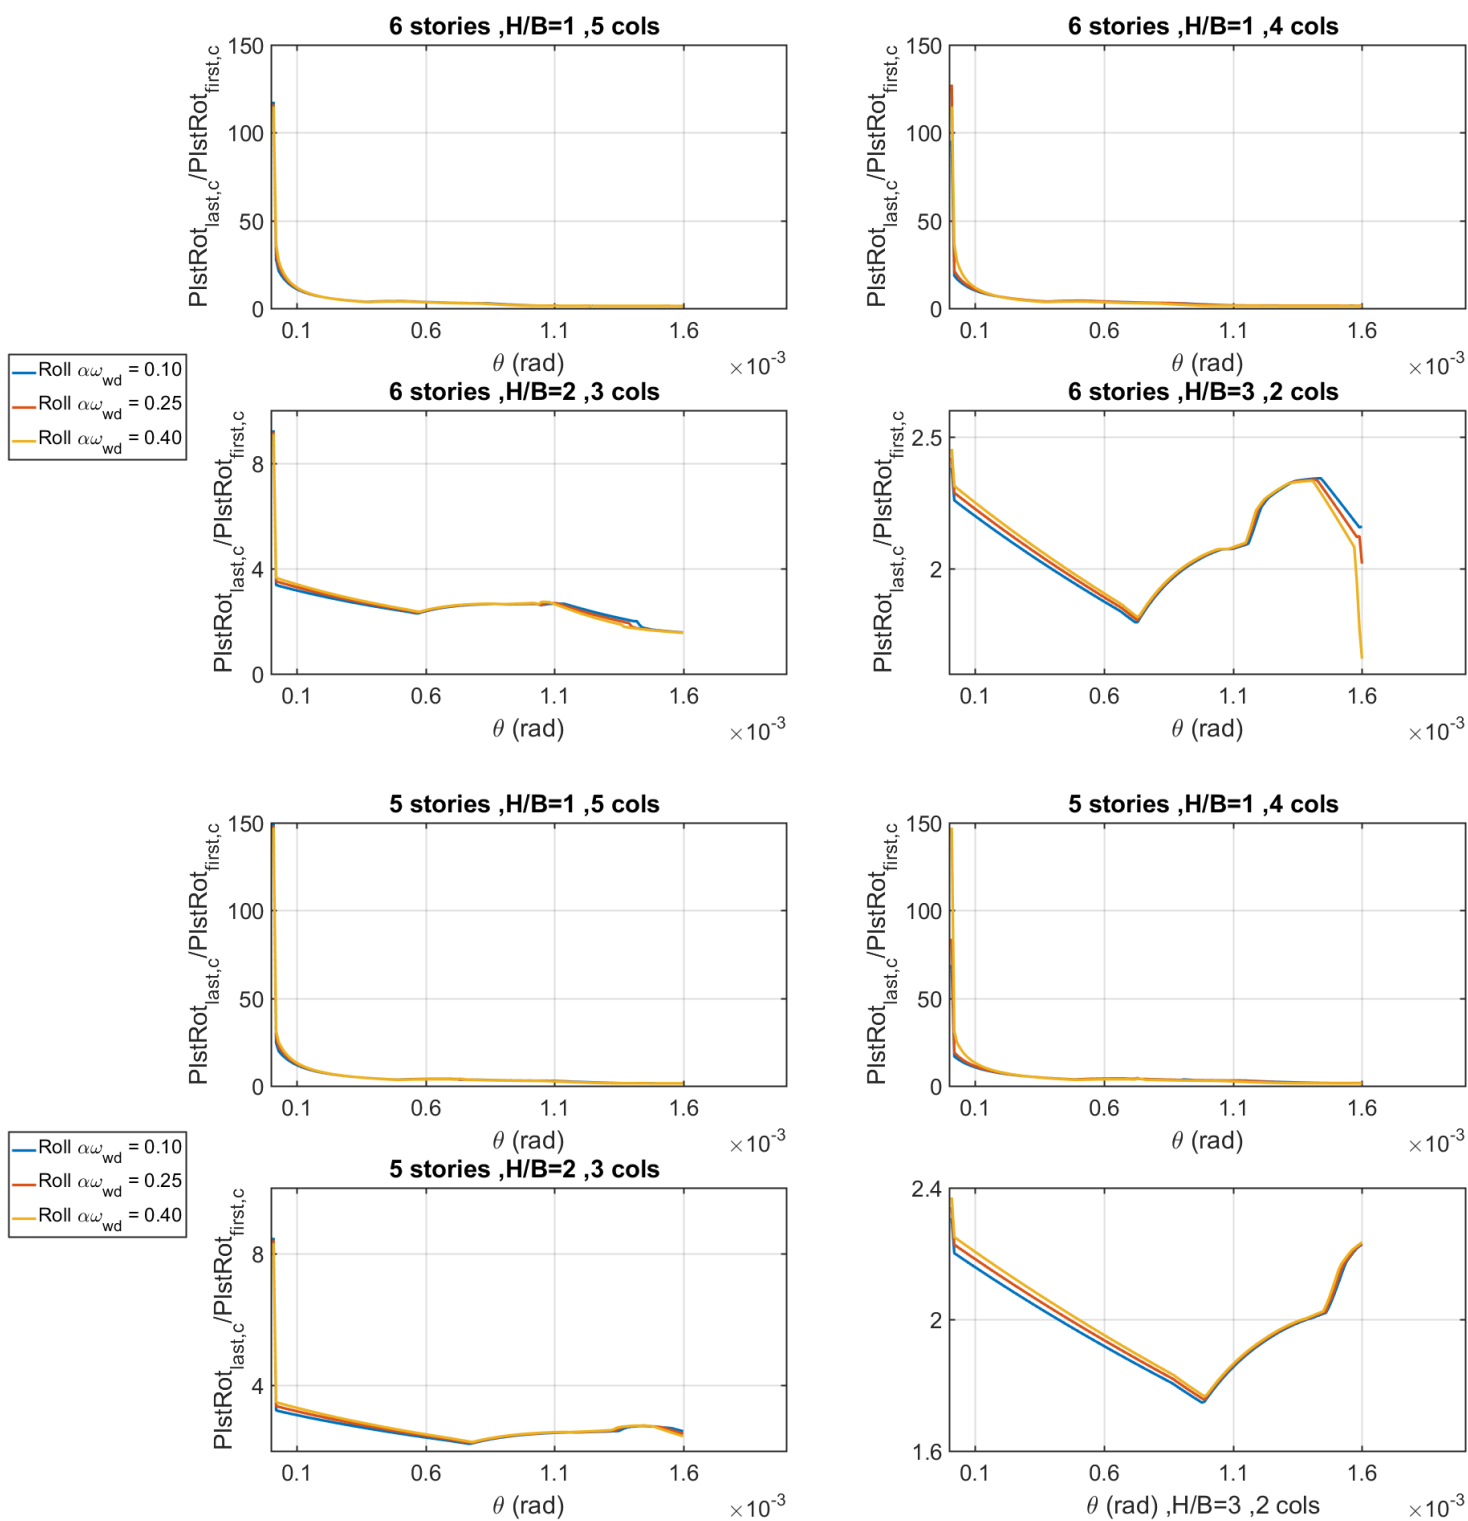 6 stories ,H/B=1 ,5 cols
PlstRot_last,c/PlstRot_first,c
150
100
50
0
0.1 0.6 1.1 1.6
θ (rad)
×10^-3
6 stories ,H/B=1 ,4 cols
PlstRot_last,c/PlstRot_first,c
150
100
50
0
0.1 0.6 1.1 1.6
θ (rad)
×10^-3
Roll αω_wd = 0.10
Roll αω_wd = 0.25
Roll αω_wd = 0.40
6 stories ,H/B=2 ,3 cols
PlstRot_last,c/PlstRot_first,c
8
4
0
0.1 0.6 1.1 1.6
θ (rad)
×10^-3
6 stories ,H/B=3 ,2 cols
PlstRot_last,c/PlstRot_first,c
2.5
2
0.1 0.6 1.1 1.6
θ (rad)
×10^-3
5 stories ,H/B=1 ,5 cols
PlstRot_last,c/PlstRot_first,c
150
100
50
0
0.1 0.6 1.1 1.6
θ (rad)
×10^-3
5 stories ,H/B=1 ,4 cols
PlstRot_last,c/PlstRot_first,c
150
100
50
0
0.1 0.6 1.1 1.6
θ (rad)
×10^-3
Roll αω_wd = 0.10
Roll αω_wd = 0.25
Roll αω_wd = 0.40
5 stories ,H/B=2 ,3 cols
PlstRot_last,c/PlstRot_first,c
8
4
0.1 0.6 1.1 1.6
θ (rad)
×10^-3
2.4
2
1.6
0.1 0.6 1.1 1.6
θ (rad) ,H/B=3 ,2 cols
×10^-3